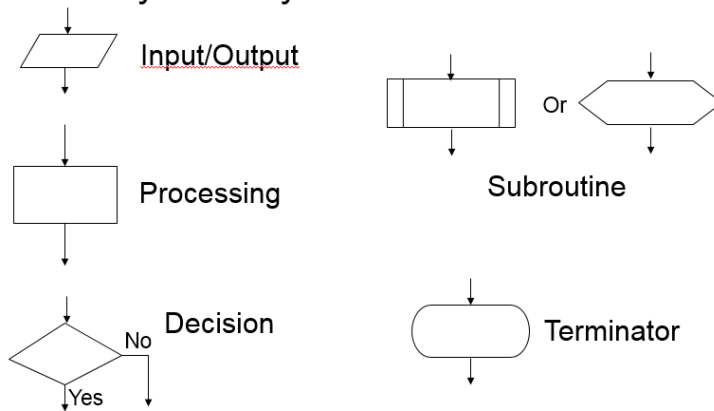 Input/Output
Or
Processing
Subroutine
Decision
No
Terminator
Yes